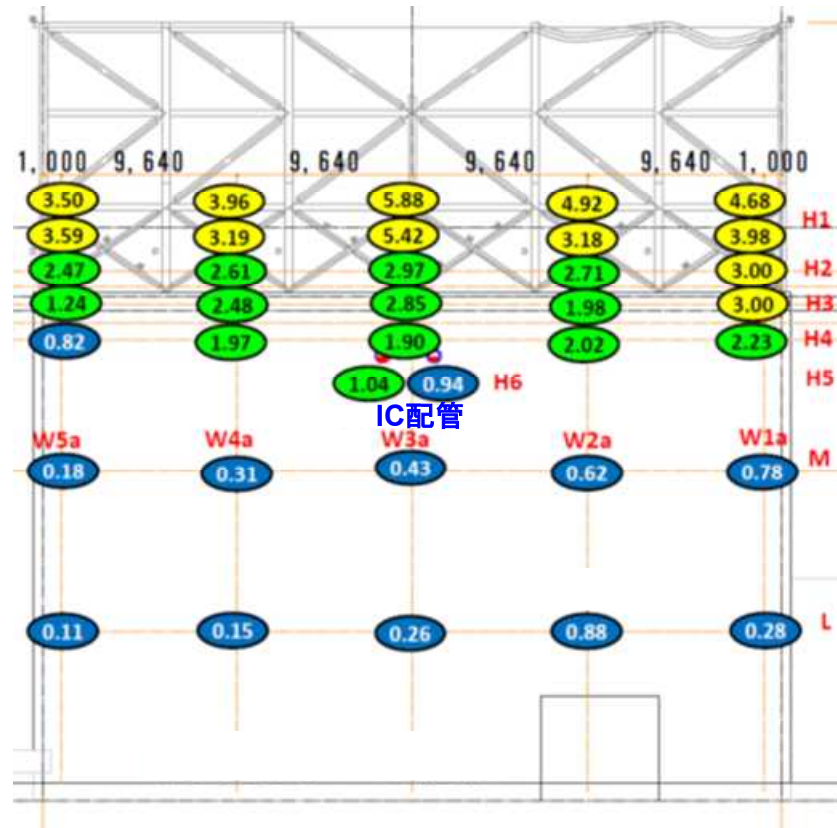 1,000 9,640 9,640 9,640 9,640 1,000
3.50 3.96 5.88 4.92 4.68
H1
3.59 3.19 5.42 3.18 3.98
2.47 2.61 2.97 2.71 3.00 H2
1.24 2.48 2.85 1.98 3.00 H3
0.82 1.97 1.90 2.02 2.23 H4
1.04 0.94 H6 H5
IC配管
W5a W4a W3a W2a W1a
0.18 0.31 0.43 0.62 0.78 M
0.11 0.15 0.26 0.88 0.28 L